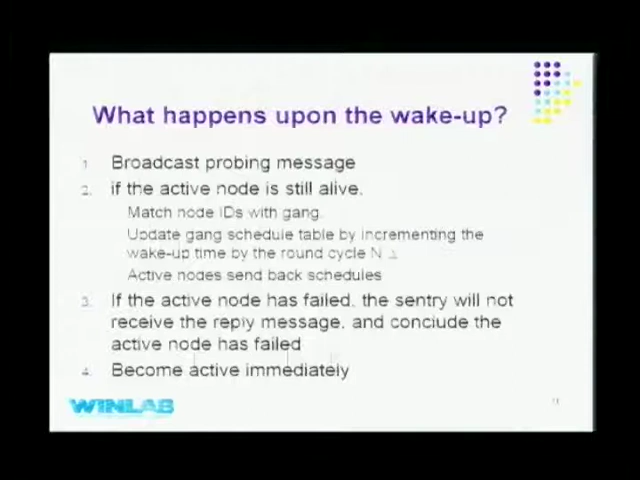 What happens upon the wake-up?
1. Broadcast probing message
2. if the active node is still alive.
Match node IDs with gang.
Update gang schedule table by incrementing the
wake-up time by the round cycle N
Active nodes send back schedules
3. If the active node has failed, the sentry will not
receive the reply message, and conclude the
active node has failed
4. Become active immediately
WINLAB